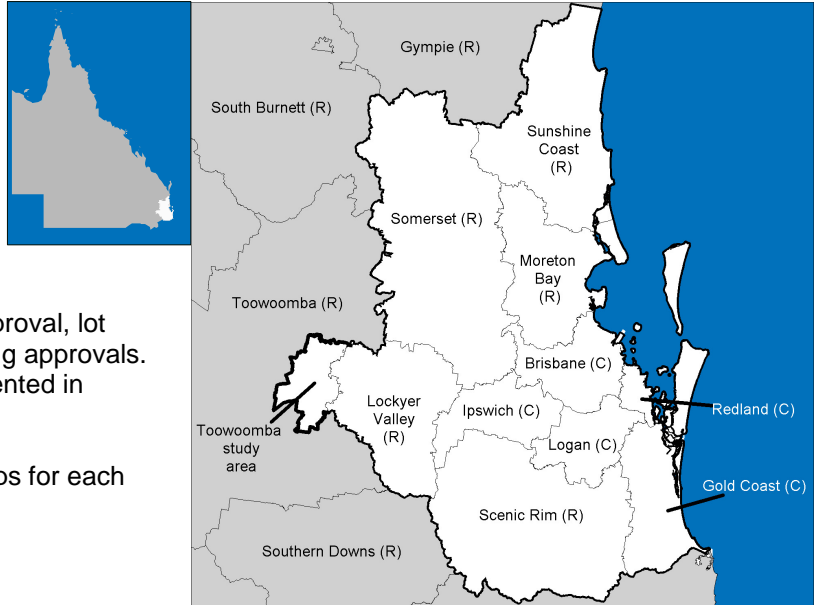 Gympie (R)
South Burnett (R)
Sunshine
Coast
(R)
Somerset (R)
Moreton
Bay
(R)
Toowoomba (R)
roval, lot
g approvals.
ented in
Brisbane (C)
Lockyer
Valley
(R)
Ipswich (C)
Redland (C)
Toowoomba
study
area
Logan (C)
os for each
Gold Coast (C)
Scenic Rim (R)
Southern Downs (R)